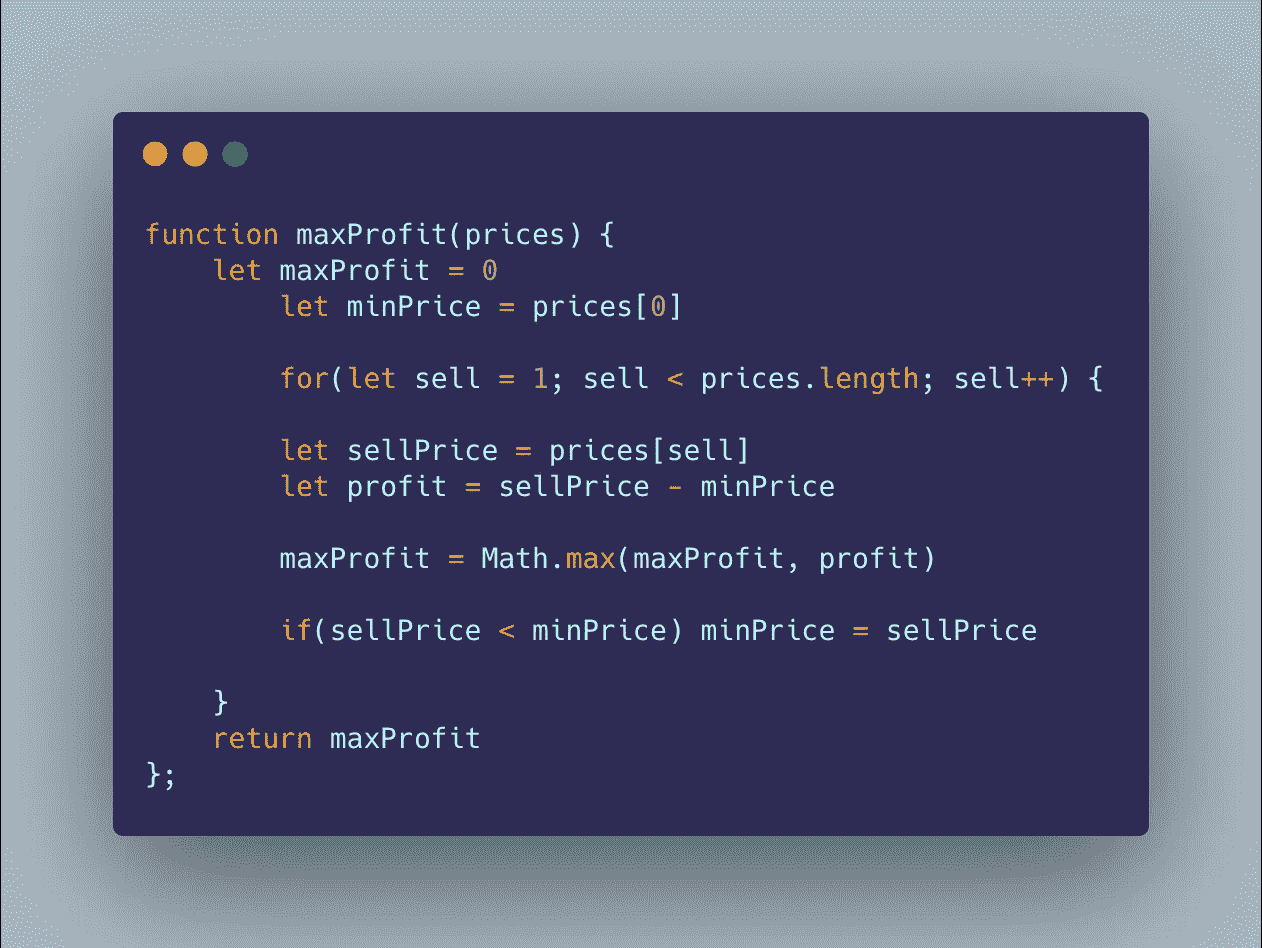 function maxProfit(prices) {
    let maxProfit = 0
        let minPrice = prices[0]

        for(let sell = 1; sell < prices.length; sell++) {

        let sellPrice = prices[sell]
        let profit = sellPrice - minPrice

        maxProfit = Math.max(maxProfit, profit)

        if(sellPrice < minPrice) minPrice = sellPrice

    }
    return maxProfit
};